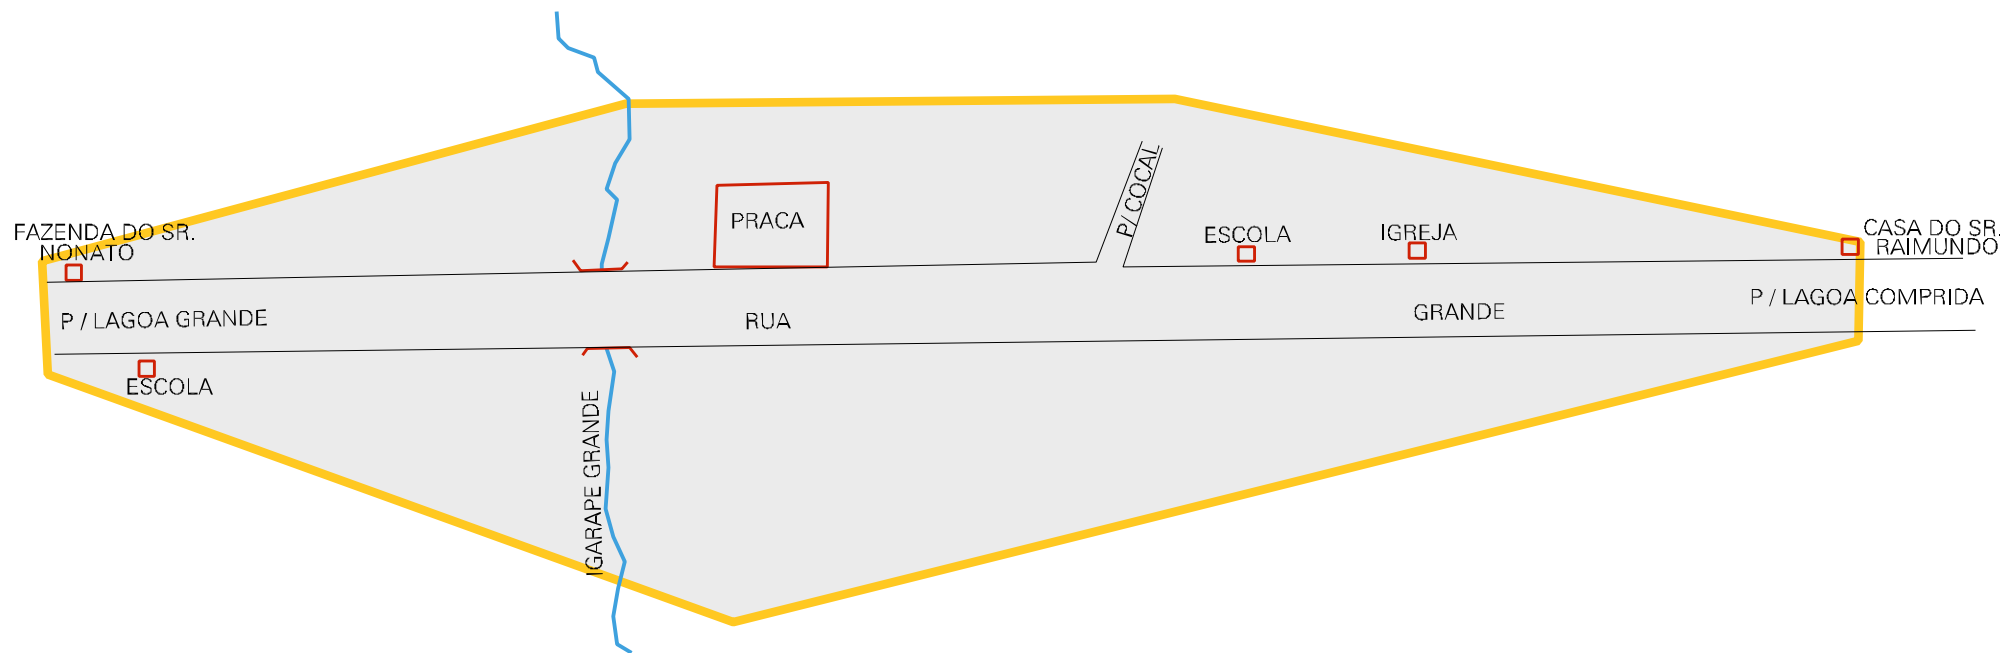 P/ COCAL
PRACA
FAZENDA DO SR.
NONATO
ESCOLA
IGREJA
CASA DO SR.
RAIMUNDO
P / LAGOA GRANDE
RUA
GRANDE
P / LAGOA COMPRIDA
ESCOLA
IGARAPE GRANDE